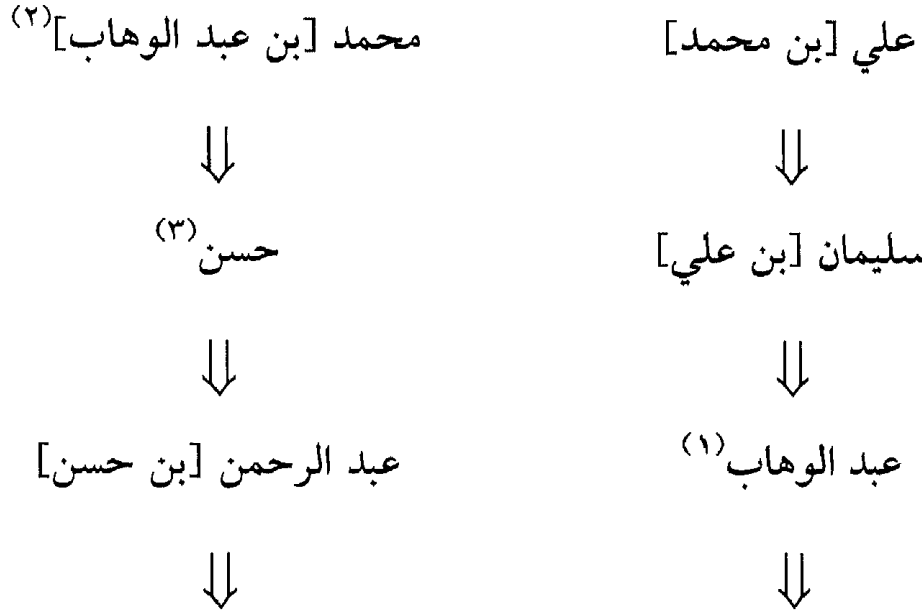 علي [بن محمد]
⇓
سليمان [بن علي]
⇓
عبد الوهاب(١)
⇓
محمد [بن عبد الوهاب](٢)
⇓
حسن(٣)
⇓
عبد الرحمن [بن حسن]
⇓